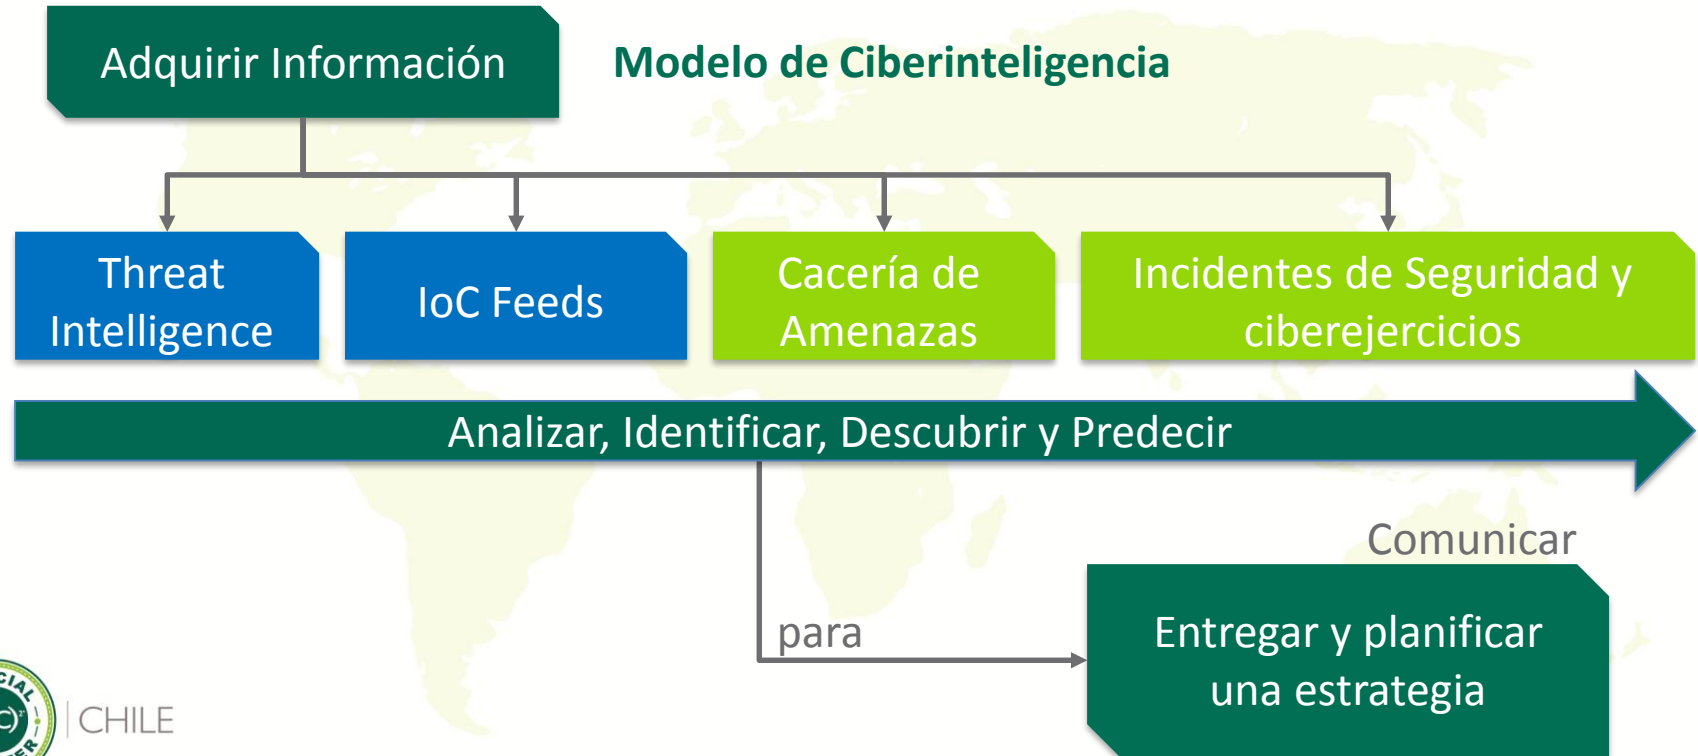 Adquirir Información
Modelo de Ciberinteligencia
Threat
Intelligence
IoC Feeds
Cacería de
Amenazas
Incidentes de Seguridad y
ciberejercicios
Analizar, Identificar, Descubrir y Predecir
Comunicar
para
Entregar y planificar
una estrategia
CHILE